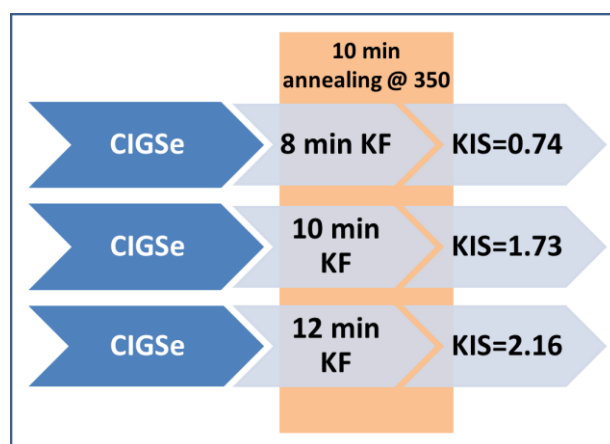 10 min
annealing @ 350
CIGSe
8 min KF
KIS=0.74
CIGSe
10 min
KF
KIS=1.73
CIGSe
12 min
KF
KIS=2.16